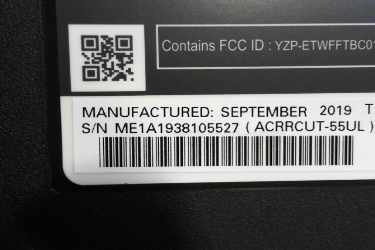 Contains FCC ID : YZP-ETWFFTBC01
MANUFACTURED: SEPTEMBER 2019 T
S/N ME1A1938105527 ( ACRRCUT-55UL )